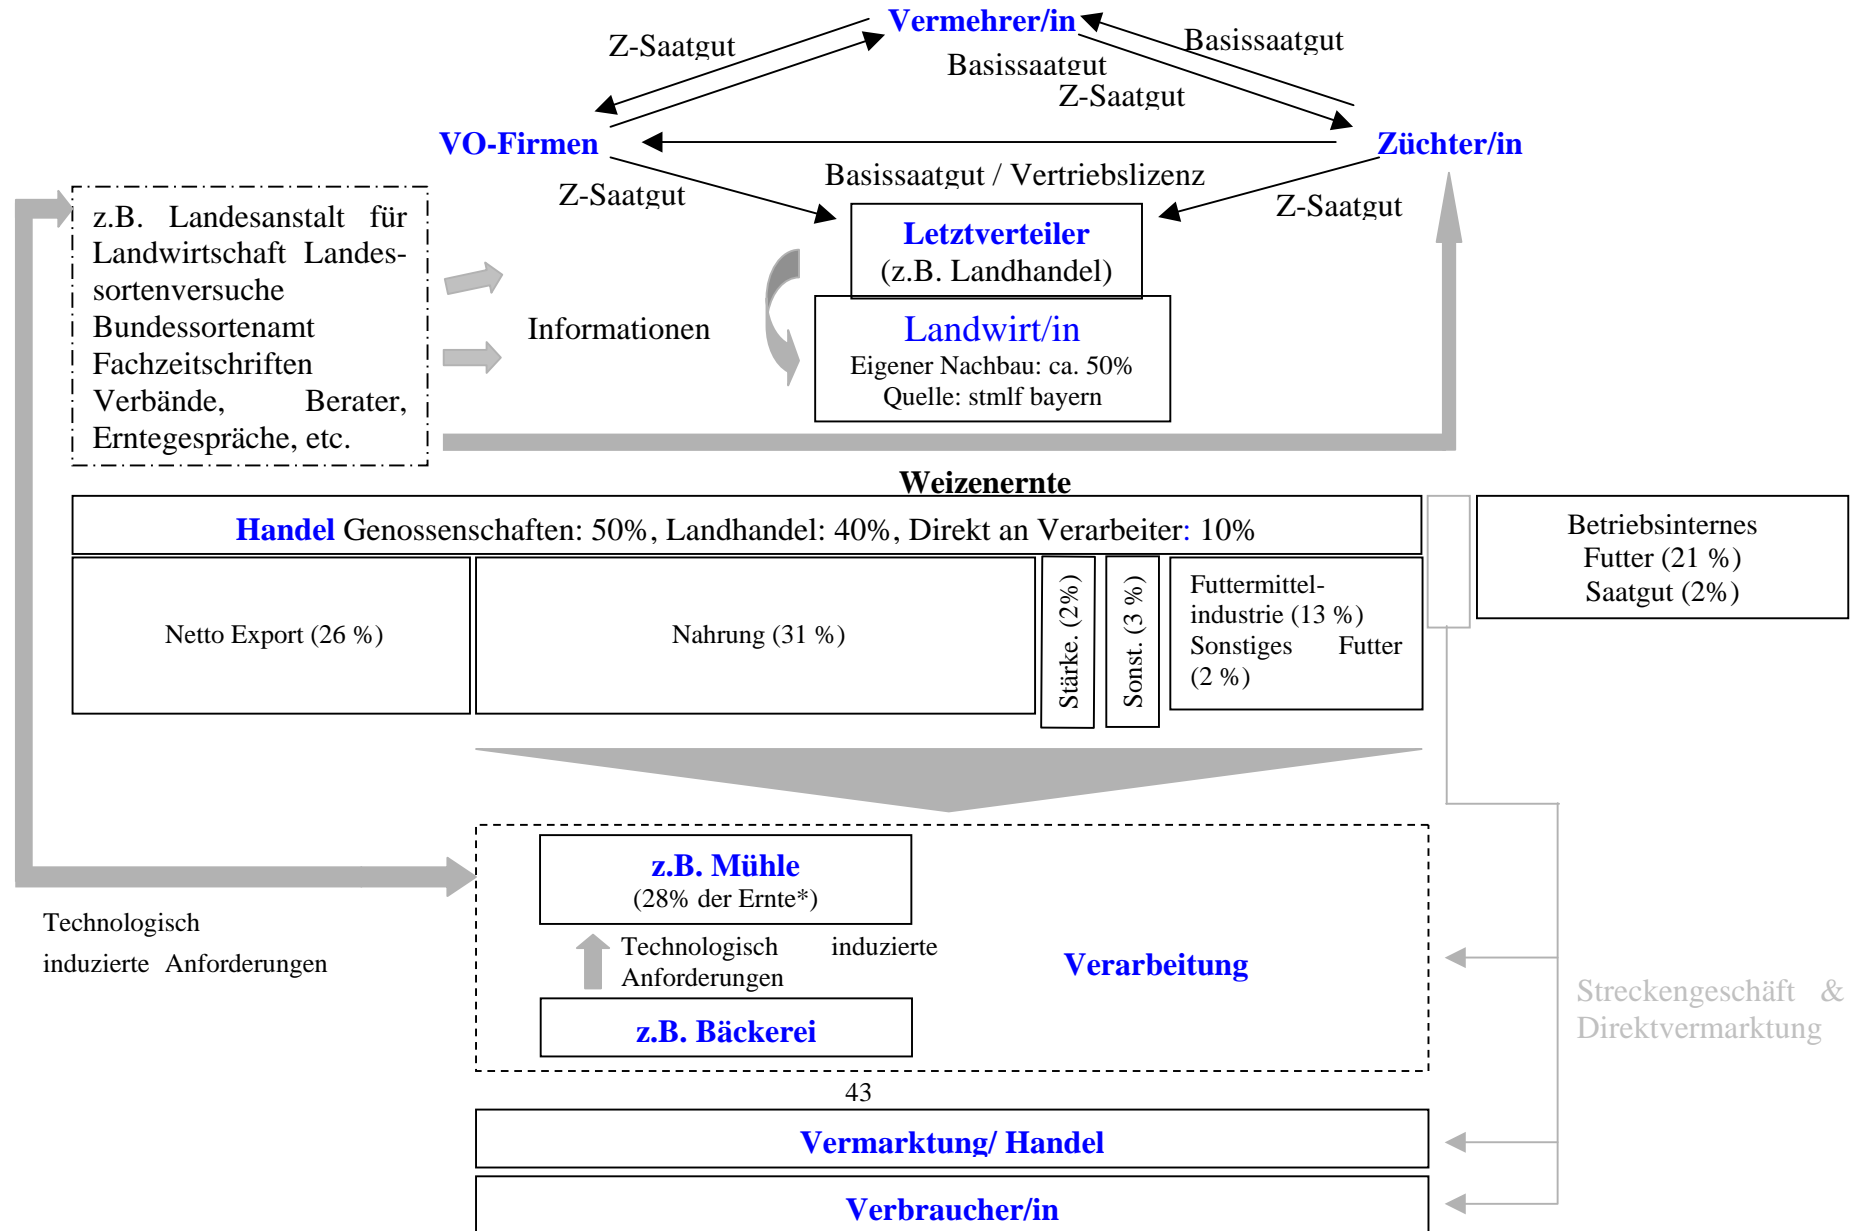 Vermehrer/in
Z-Saatgut
Basissaatgut
Basissaatgut
Z-Saatgut
VO-Firmen
Züchter/in
Basissaatgut / Vertriebslizenz
Z-Saatgut
Z-Saatgut
z.B. Landesanstalt für
Landwirtschaft Landes-
sortenversuche
Bundessortenamt
Fachzeitschriften
Verbände, Berater,
Erntegespräche, etc.
Informationen
Letztverteiler
(z.B. Landhandel)
Landwirt/in
Eigener Nachbau: ca. 50%
Quelle: stmlf bayern
Weizenernte
Handel Genossenschaften: 50%, Landhandel: 40%, Direkt an Verarbeiter: 10%
Betriebsinternes
Futter (21 %)
Saatgut (2%)
Netto Export (26 %)
Nahrung (31 %)
Stärke. (2%)
Sonst. (3 %)
Futtermittel-
industrie (13 %)
Sonstiges Futter
(2 %)
z.B. Mühle
(28% der Ernte*)
Technologisch
induzierte Anforderungen
Technologisch induzierte
Anforderungen
Verarbeitung
z.B. Bäckerei
Streckengeschäft &
Direktvermarktung
43
Vermarktung/ Handel
Verbraucher/in